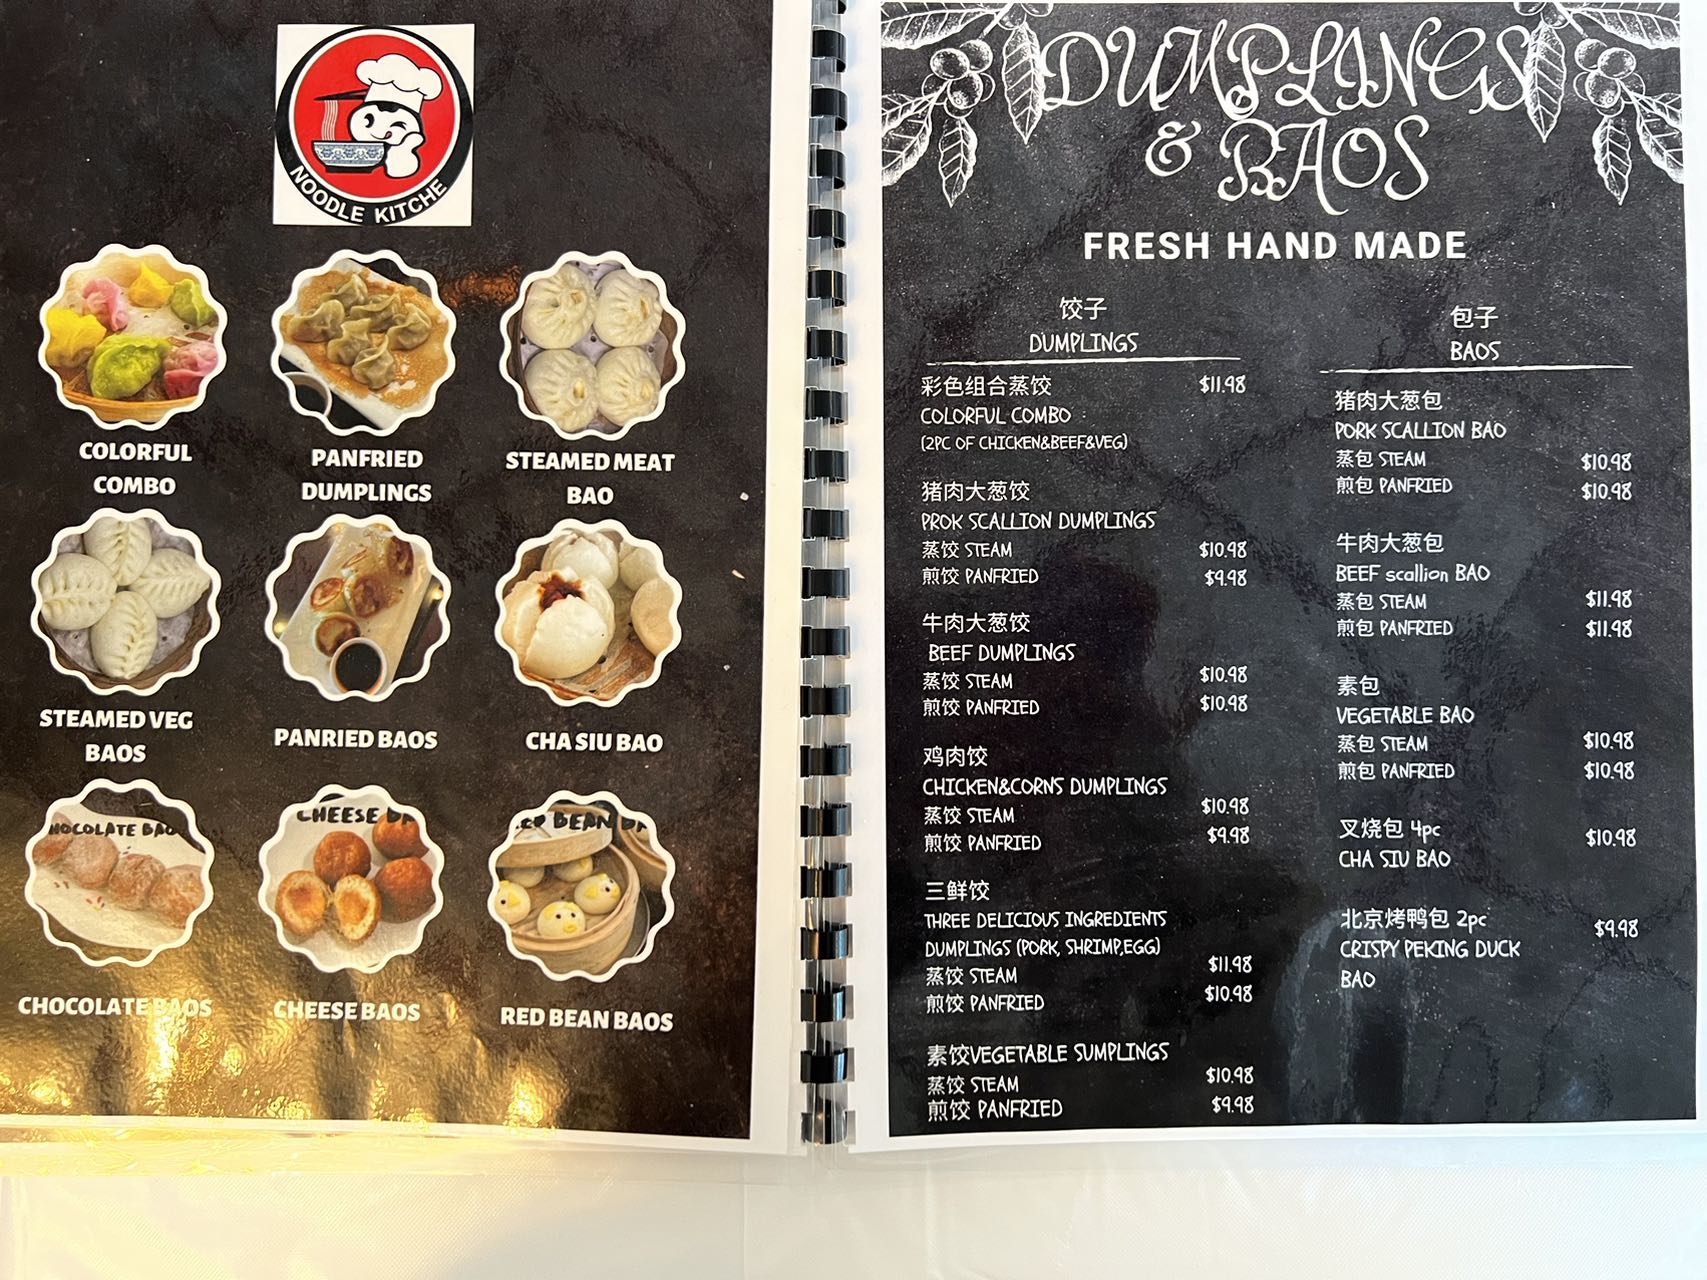 NOODLE KITCHE
COLORFUL
COMBO
PANFRIED
DUMPLINGS
STEAMED MEAT
BAO
STEAMED VEG
BAOS
PANRIED BAOS
CHA SIU BAO
HOCOLATE BAO
CHEESE BA
BEAN
CHOCOLATE BAOS
CHEESE BAOS
RED BEAN BAOS
DUMPLINGS
& BAOS
FRESH HAND MADE
饺子
DUMPLINGS
彩色组合蒸饺 $11.98
COLORFUL COMBO :
(2PC OF CHICKEN&BEEF&VEG)
猪肉大葱饺
PROK SCALLION DUMPLINGS
蒸饺 STEAM $10.98
煎饺 PANFRIED $9.98
牛肉大葱饺
BEEF DUMPLINGS
蒸饺 STEAM $10.98
煎饺 PANFRIED $10.98
鸡肉饺
CHICKEN&CORNS DUMPLINGS
蒸饺 STEAM $10.98
煎饺 PANFRIED $9.98
三鲜饺
THREE DELICIOUS INGREDIENTS
DUMPLINGS (PORK, SHRIMP,EGG)
蒸饺 STEAM $11.98
煎饺 PANFRIED $10.98
素饺VEGETABLE SUMPLINGS
蒸饺 STEAM $10.98
煎饺 PANFRIED $9.98
包子
BAOS
猪肉大葱包
PORK SCALLION BAO
蒸包 STEAM $10.98
煎包 PANFRIED $10.98
牛肉大葱包
BEEF scallion BAO
蒸包 STEAM $11.98
煎包 PANFRIED $11.98
素包
VEGETABLE BAO
蒸包 STEAM $10.98
煎包 PANFRIED $10.98
叉烧包 4pc $10.98
CHA SIU BAO
北京烤鸭包 2pc $9.98
CRISPY PEKING DUCK
BAO